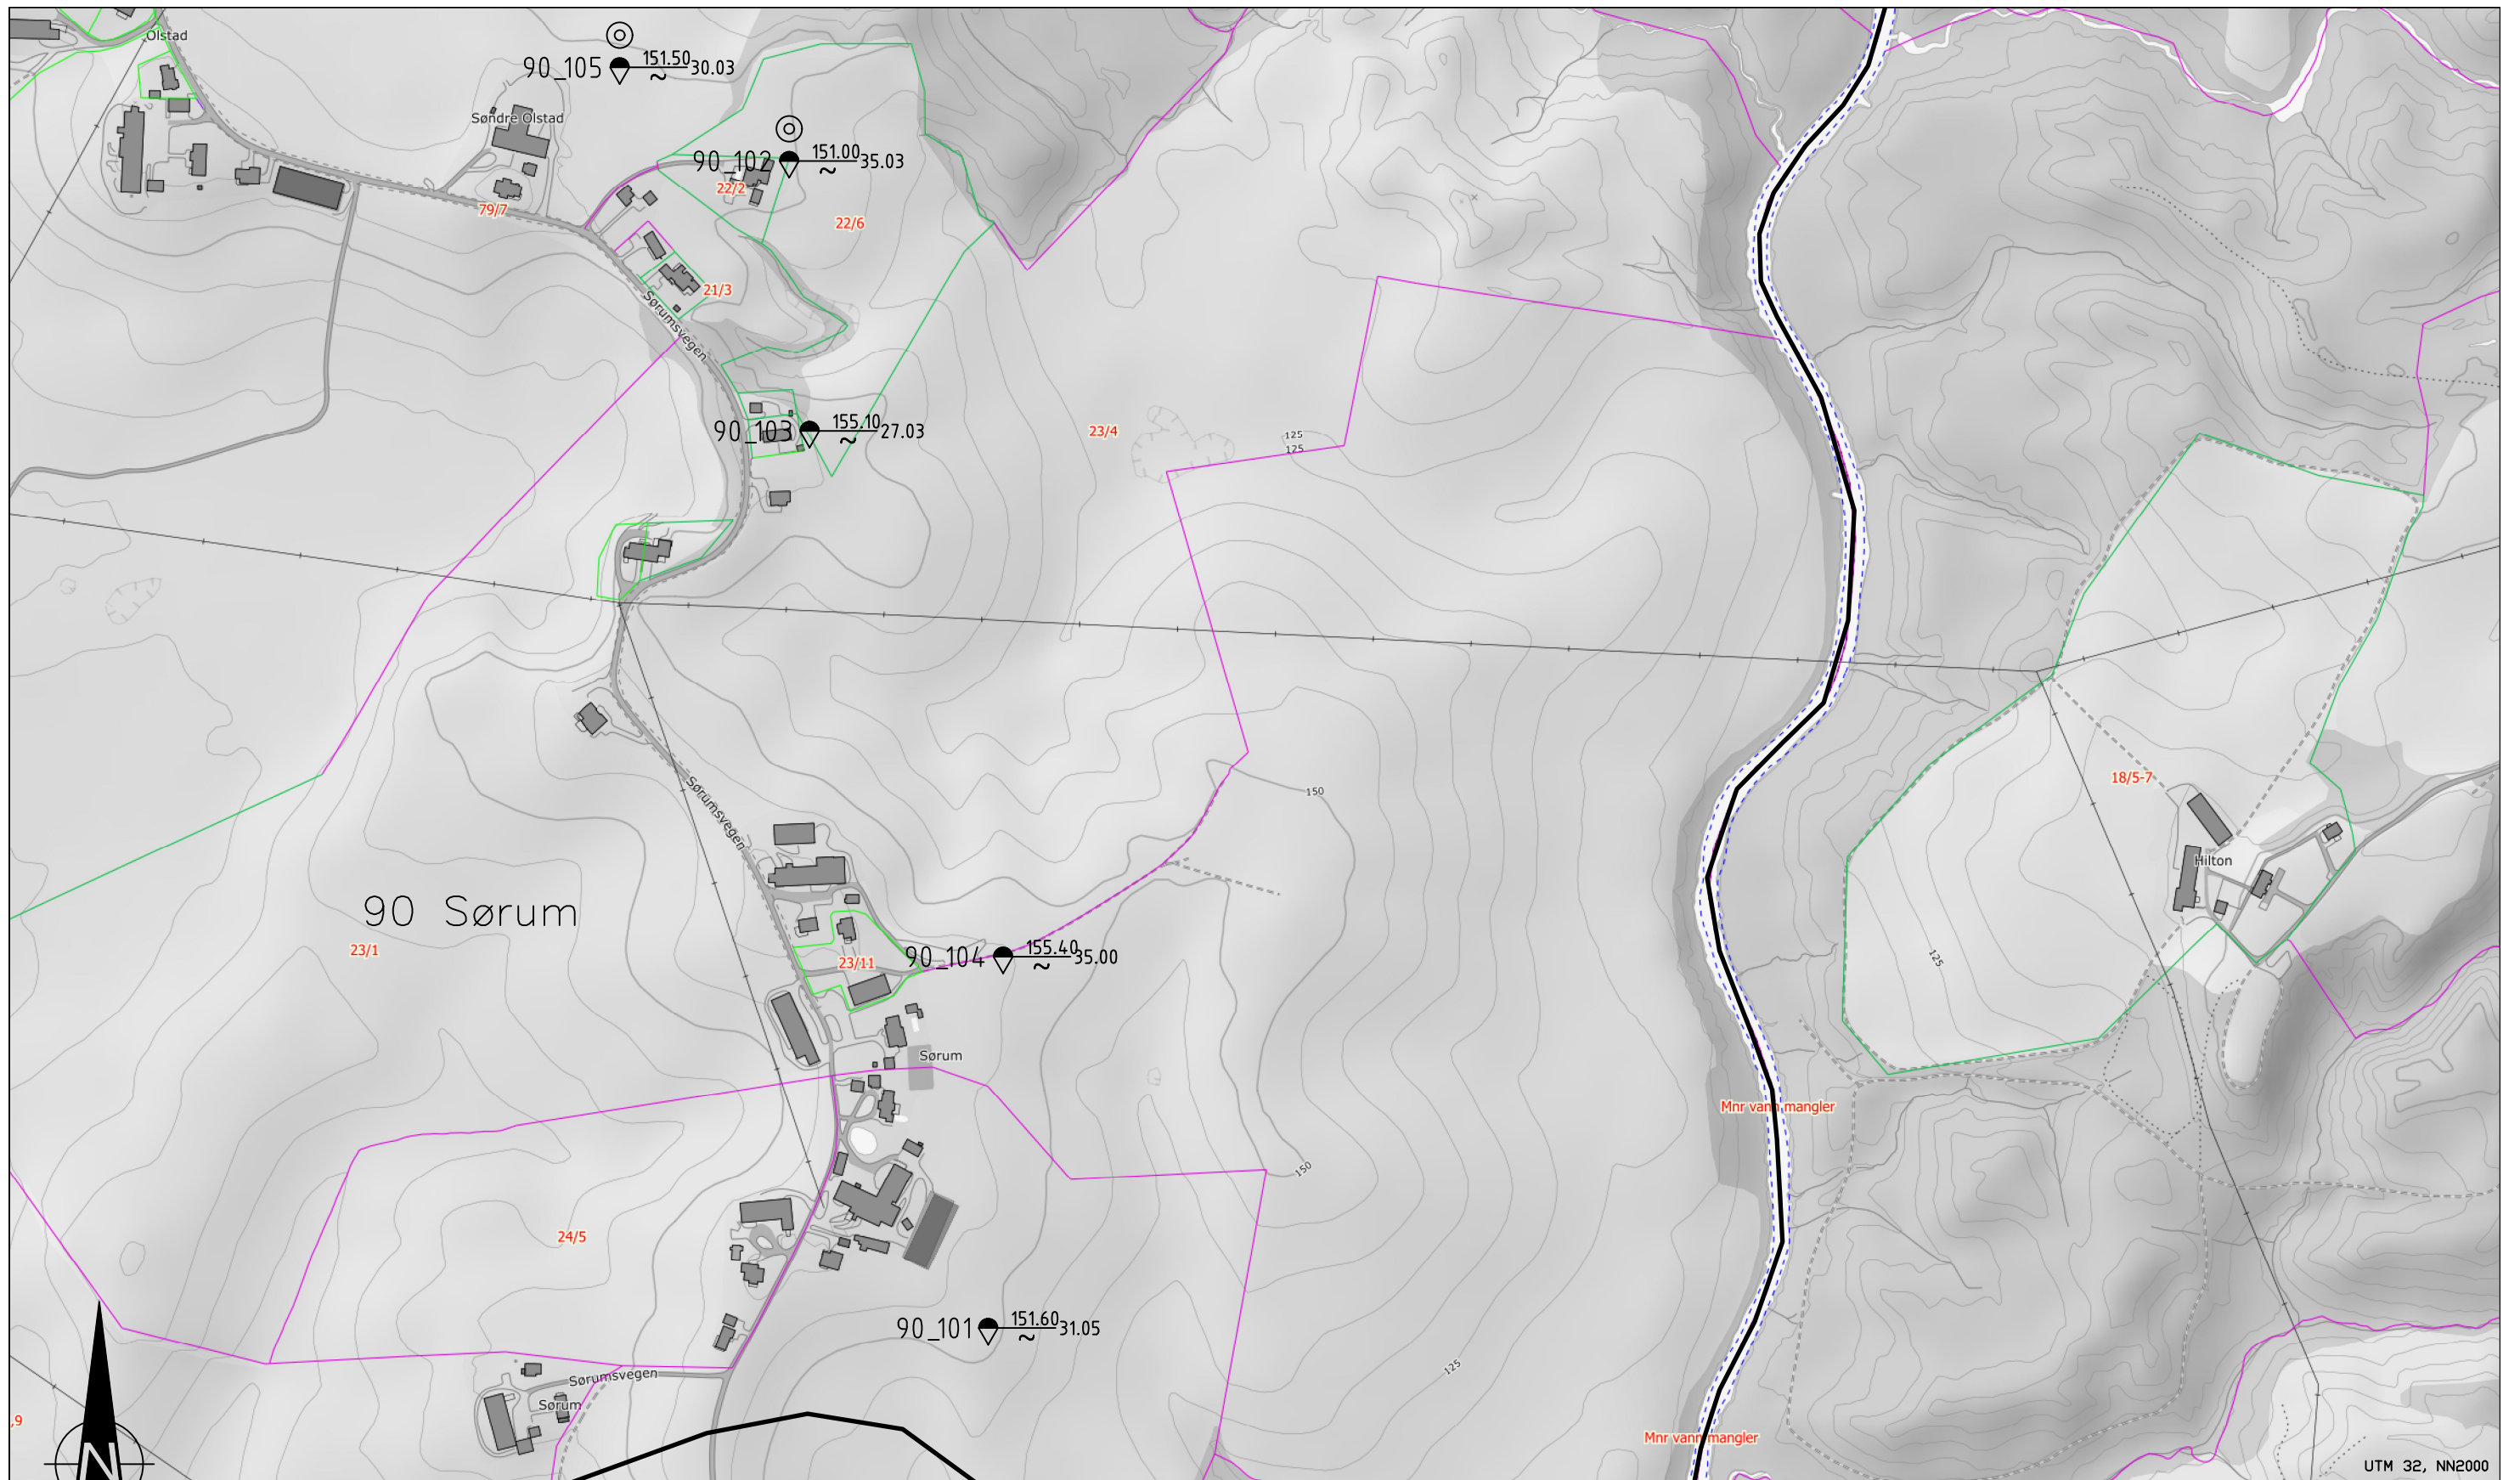 Olstad
90_105 151.50 30.03
~
Søndre Olstad
90_102 151.00 35.03
~
22/2
79/7
22/6
21/3
Sørumsvegen
90_103 155.10 27.03
~
23/4
125
125
18/5-7
150
Sørumsvegen
Hilton
90 Sørum
23/1
23/11
90_104 155.40 35.00
~
125
Sørum
Mnr vann mangler
150
24/5
90_101 151.60 31.05
~
125
Sørumsvegen
Sørum
,9
Mnr vann mangler
N
UTM 32, NN2000